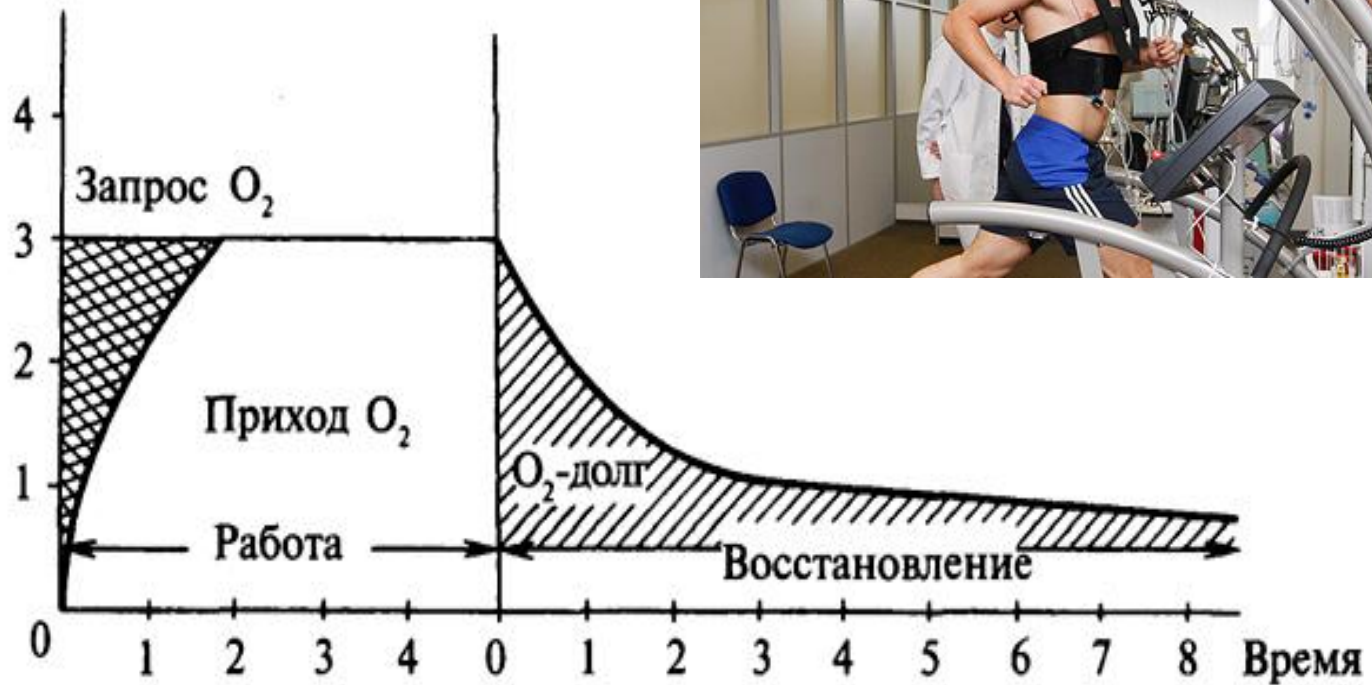 4
Запрос O₂
3
2
Приход O₂
1
O₂-долг
Работа
Восстановление
0 1 2 3 4 0 1 2 3 4 5 6 7 8 Время